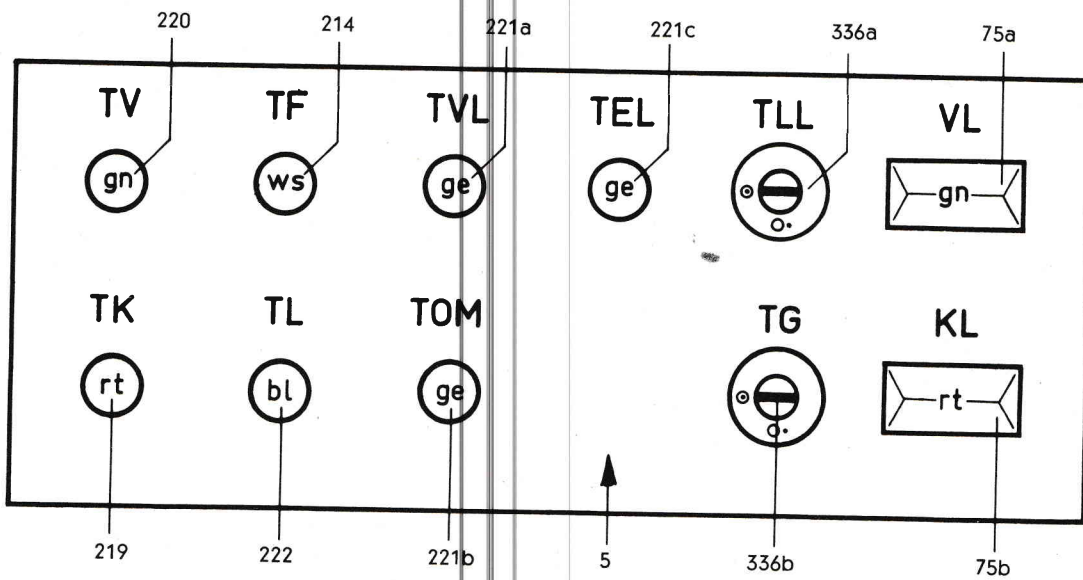 220 214 221a 221c 336a 75a
TV TF TVL TEL TLL VL
gn ws ge ge gn
TK TL TOM TG KL
rt bl ge rt
219 222 221b 5 336b 75b